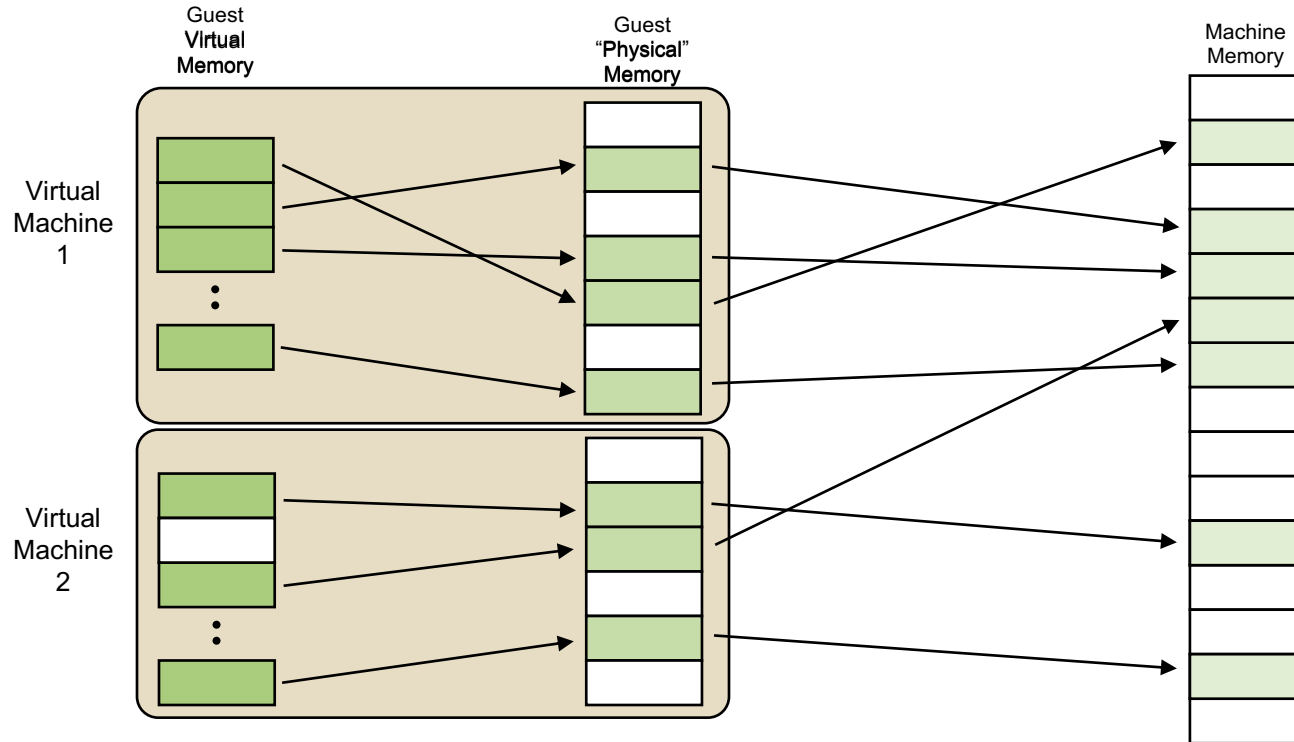 Guest
Virtual
Memory
Guest
“Physical”
Memory
Machine
Memory
Virtual
Machine
1
Virtual
Machine
2